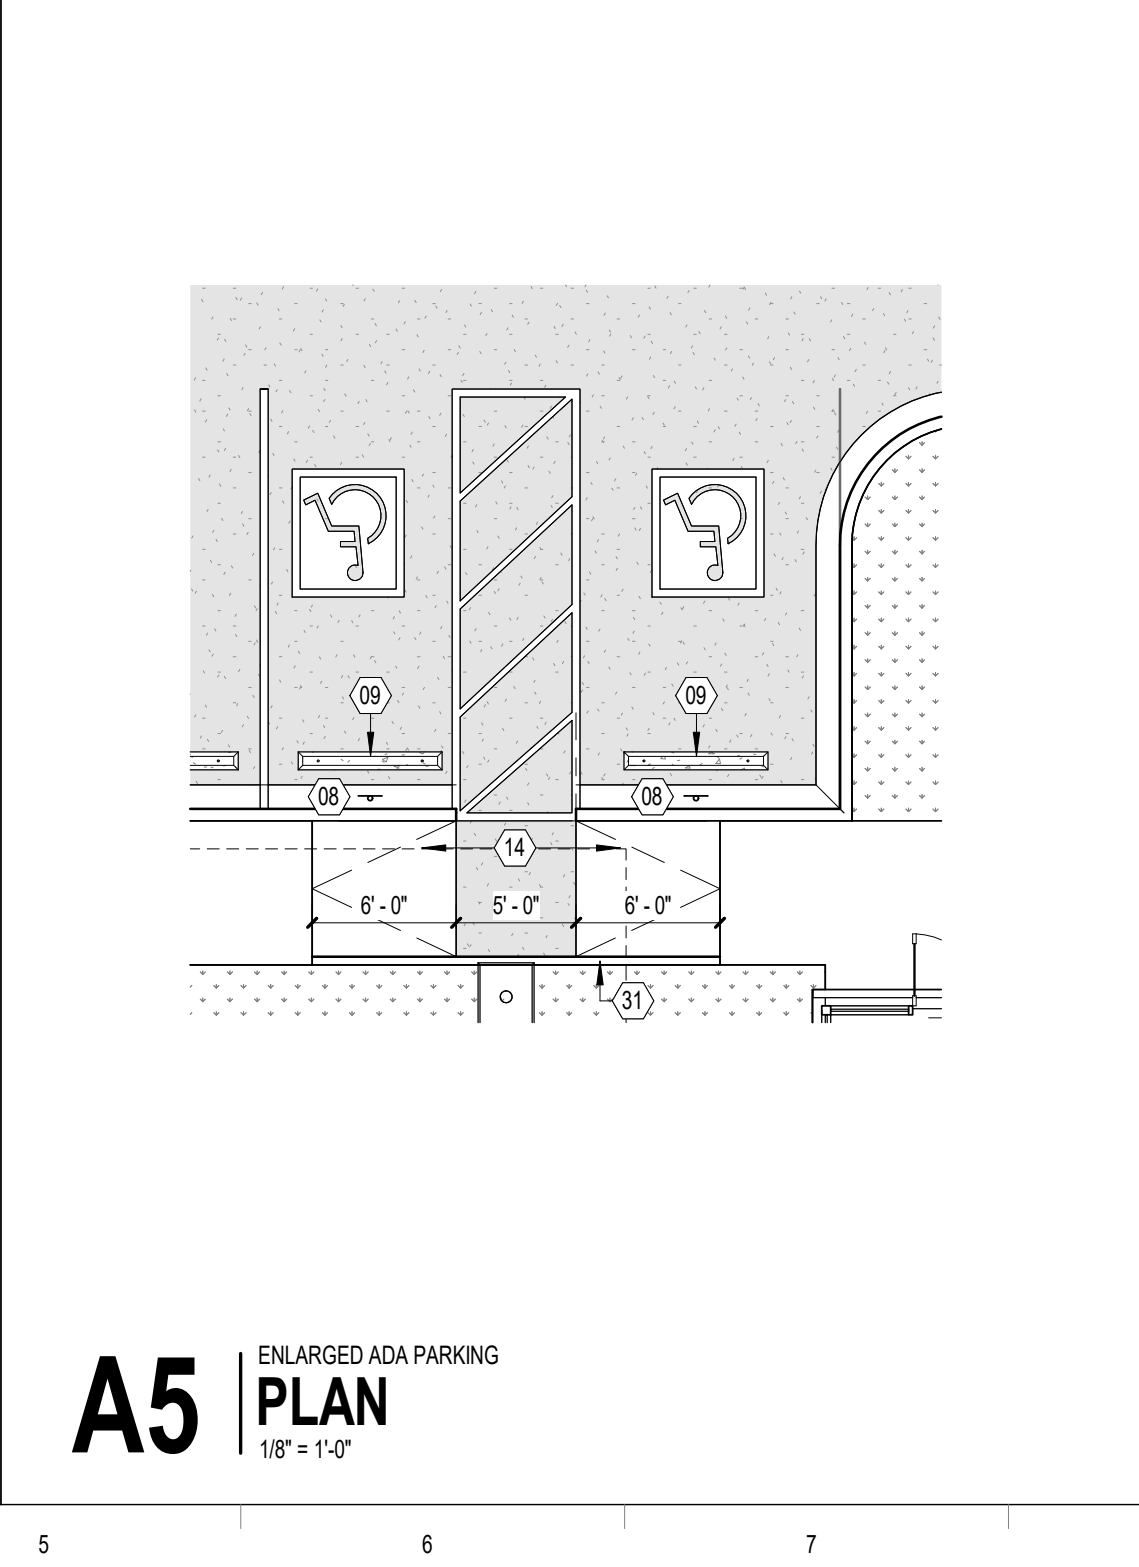 09
09
08
08
14
6' - 0"
5' - 0"
6' - 0"
31
A5
ENLARGED ADA PARKING
PLAN
1/8" = 1'-0"
5
6
7